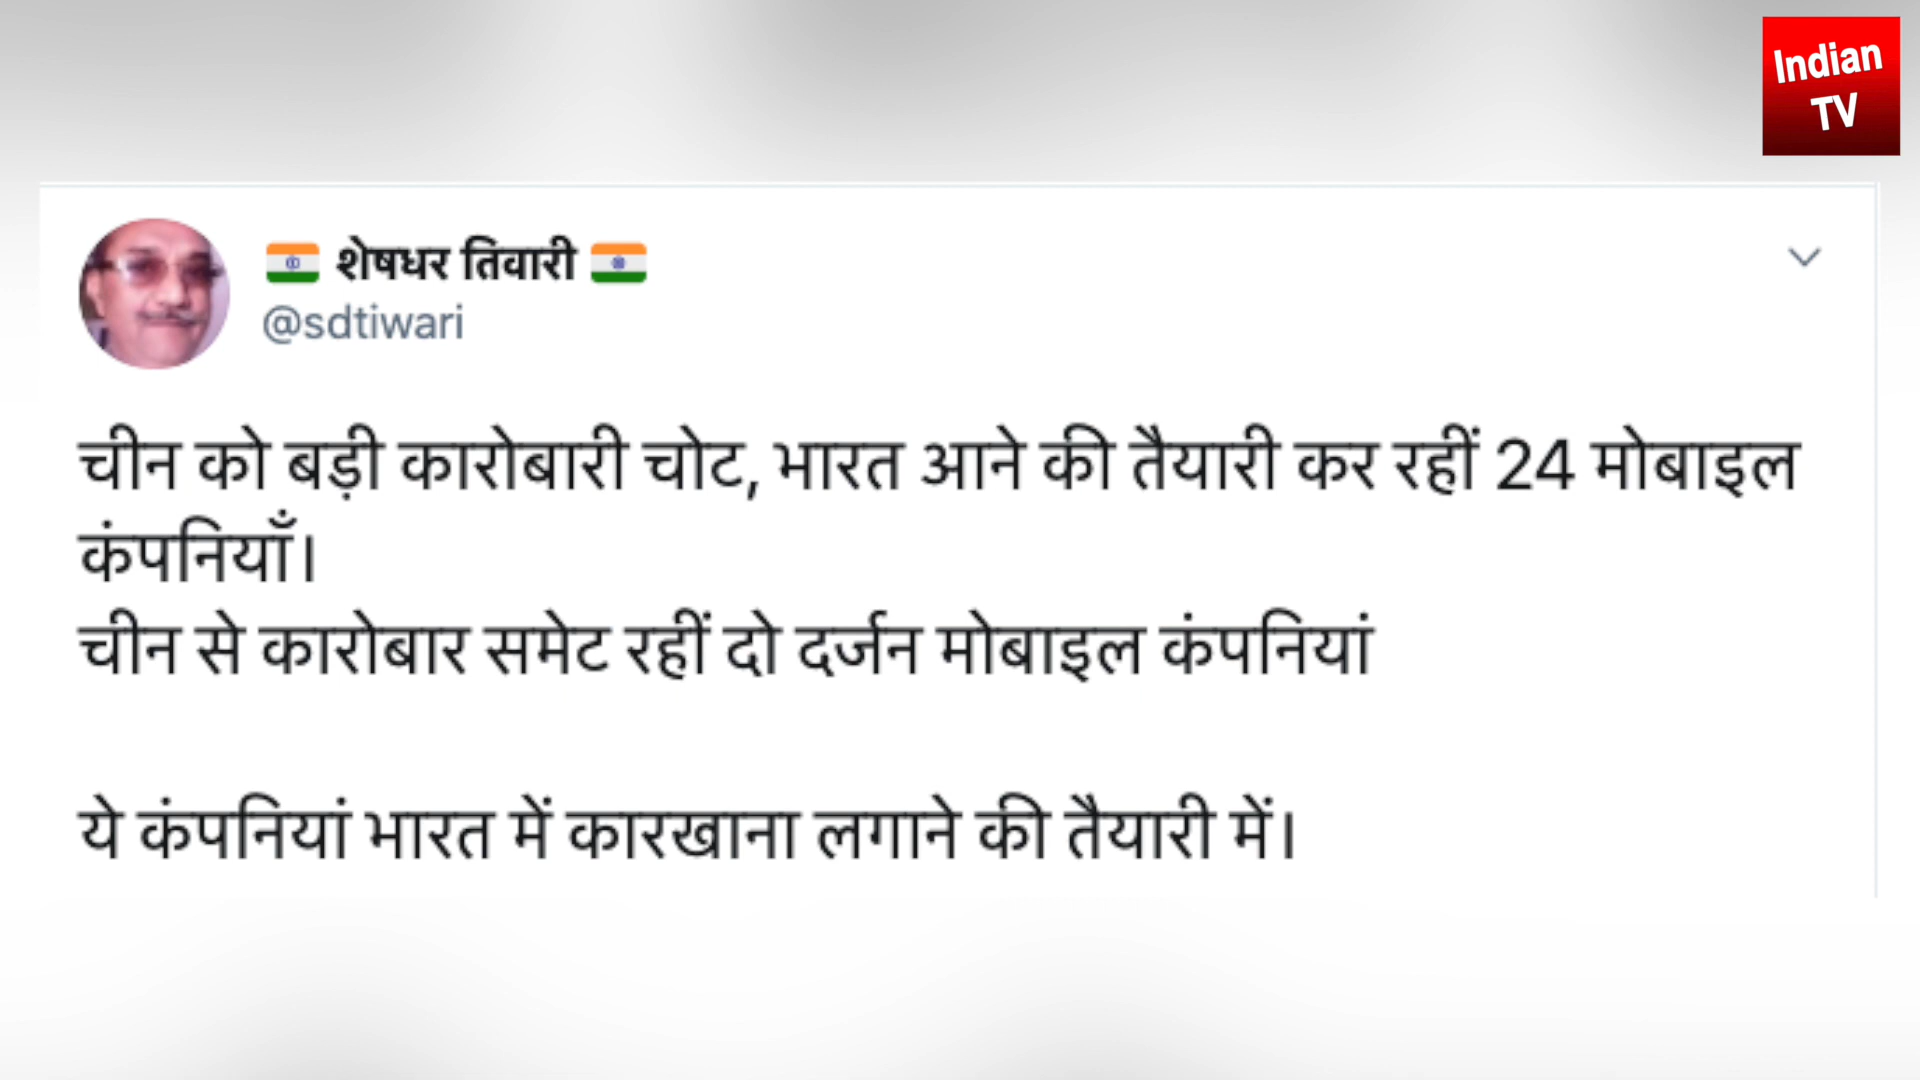 Indian
TV
🇮🇳 शेषधर तिवारी 🇮🇳
@sdtiwari
चीन को बड़ी कारोबारी चोट, भारत आने की तैयारी कर रहीं 24 मोबाइल
कंपनियाँ।
चीन से कारोबार समेट रहीं दो दर्जन मोबाइल कंपनियां
ये कंपनियां भारत में कारखाना लगाने की तैयारी में।